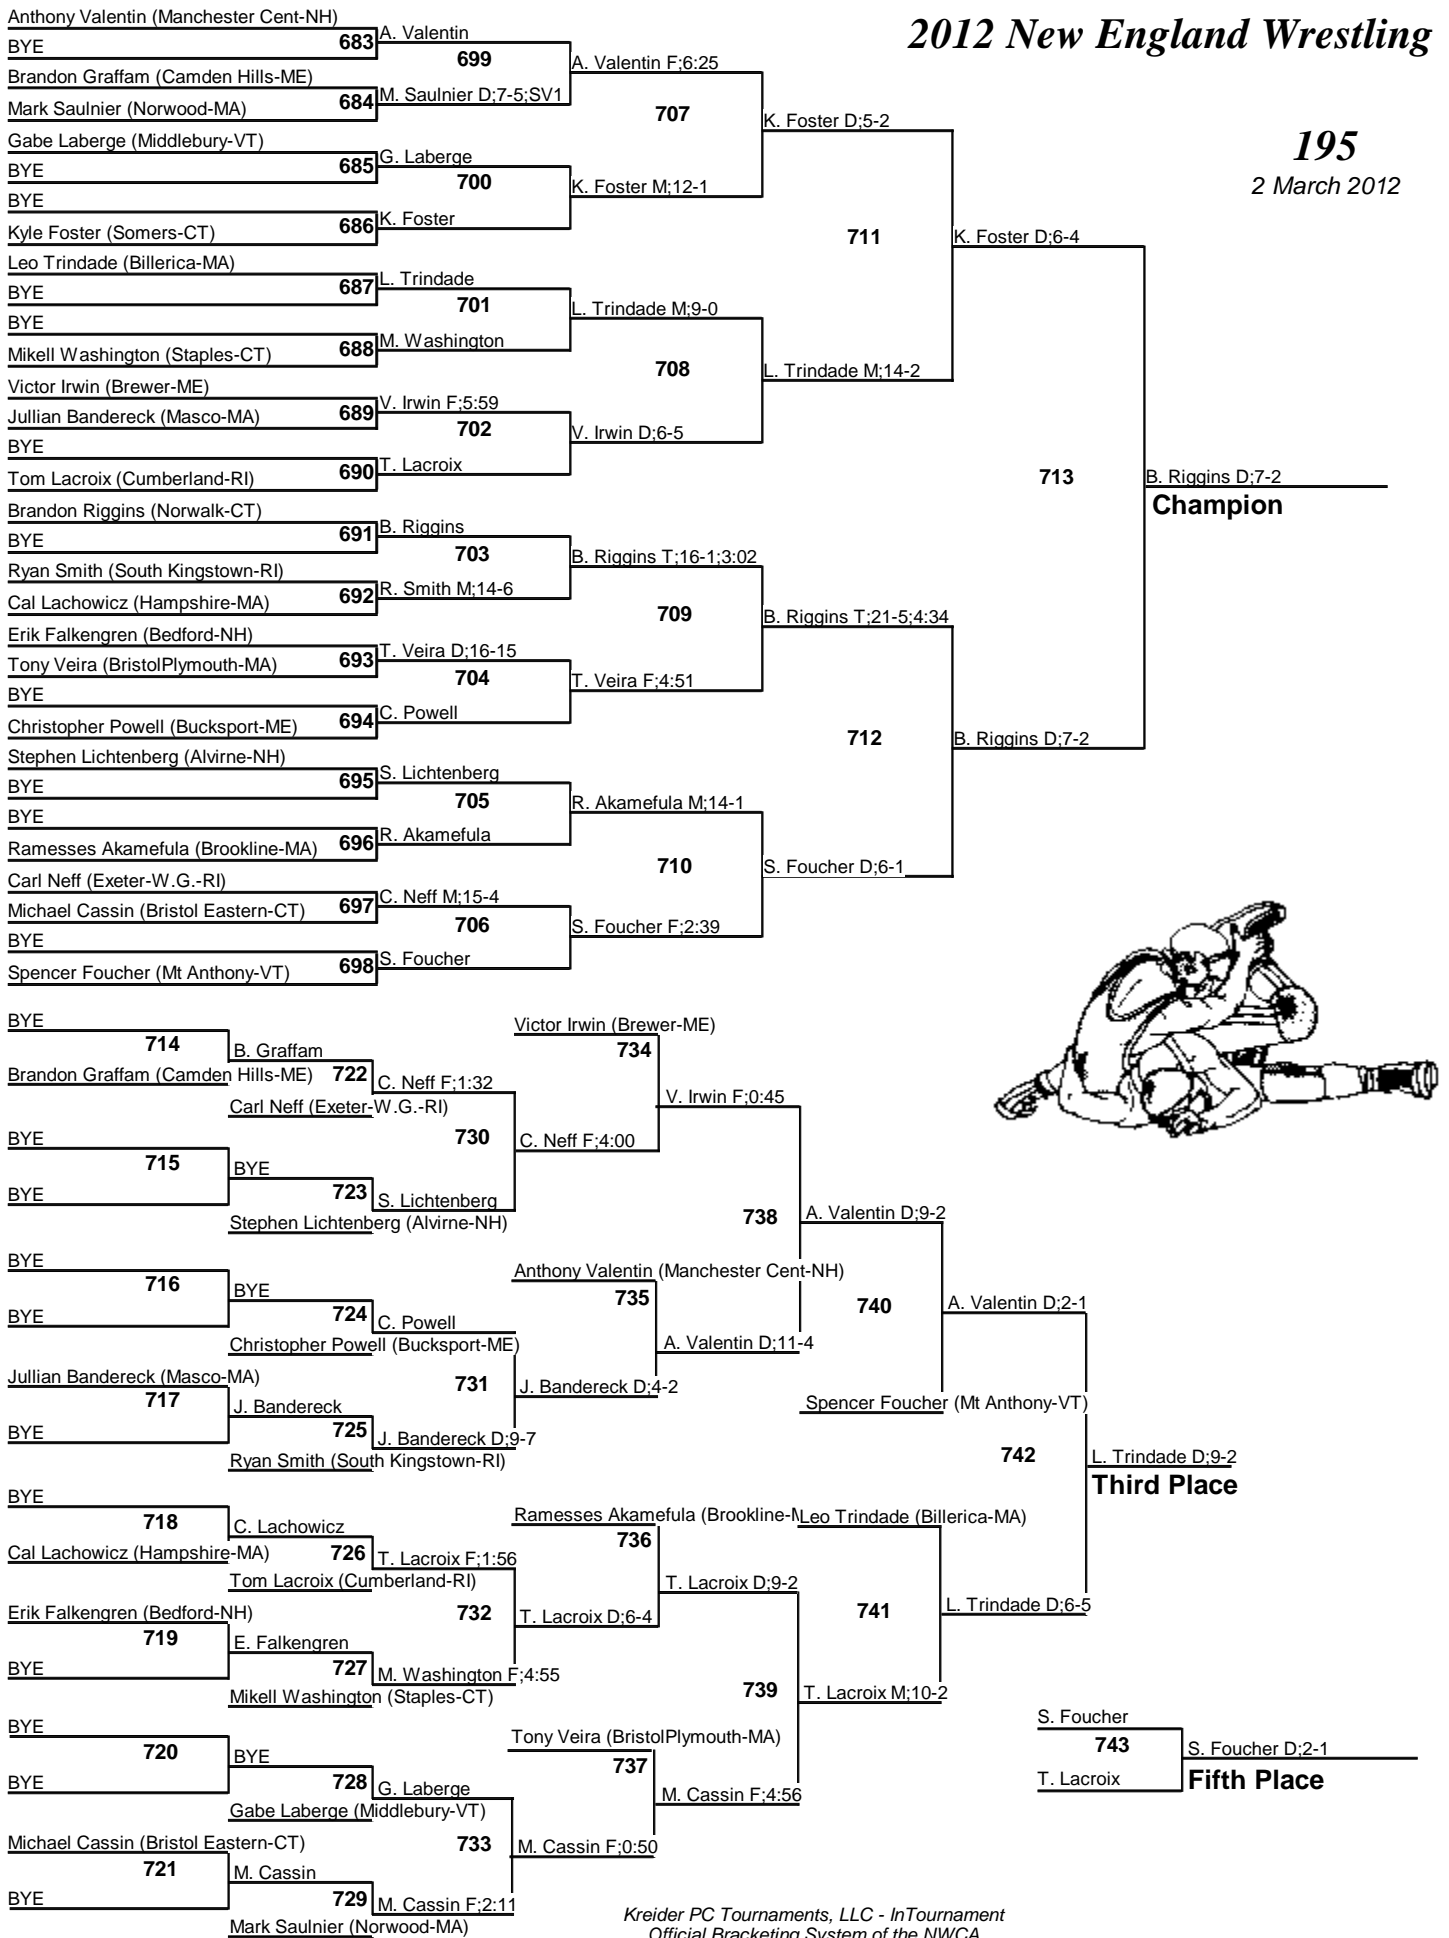 2012 New England Wrestling
195
2 March 2012
Anthony Valentin (Manchester Cent-NH)
BYE
683
A. Valentin
699
Brandon Graffam (Camden Hills-ME)
Mark Saulnier (Norwood-MA)
684
M. Saulnier D;7-5;SV1
A. Valentin F;6:25
707
Gabe Laberge (Middlebury-VT)
BYE
685
G. Laberge
700
BYE
Kyle Foster (Somers-CT)
686
K. Foster
K. Foster M;12-1
K. Foster D;5-2
711
Leo Trindade (Billerica-MA)
BYE
687
L. Trindade
701
BYE
Mikell Washington (Staples-CT)
688
M. Washington
L. Trindade M;9-0
708
Victor Irwin (Brewer-ME)
Jullian Bandereck (Masco-MA)
689
V. Irwin F;5:59
702
BYE
Tom Lacroix (Cumberland-RI)
690
T. Lacroix
V. Irwin D;6-5
L. Trindade M;14-2
K. Foster D;6-4
713
B. Riggins D;7-2
Champion
Brandon Riggins (Norwalk-CT)
BYE
691
B. Riggins
703
Ryan Smith (South Kingstown-RI)
Cal Lachowicz (Hampshire-MA)
692
R. Smith M;14-6
B. Riggins T;16-1;3:02
709
Erik Falkengren (Bedford-NH)
Tony Veira (BristolPlymouth-MA)
693
T. Veira D;16-15
704
BYE
Christopher Powell (Bucksport-ME)
694
C. Powell
T. Veira F;4:51
B. Riggins T;21-5;4:34
712
B. Riggins D;7-2
Stephen Lichtenberg (Alvirne-NH)
BYE
695
S. Lichtenberg
705
BYE
Ramesses Akamefula (Brookline-MA)
696
R. Akamefula
R. Akamefula M;14-1
710
Carl Neff (Exeter-W.G.-RI)
Michael Cassin (Bristol Eastern-CT)
697
C. Neff M;15-4
706
BYE
Spencer Foucher (Mt Anthony-VT)
698
S. Foucher
S. Foucher F;2:39
S. Foucher D;6-1
BYE
714
Brandon Graffam (Camden Hills-ME)
B. Graffam
722
Carl Neff (Exeter-W.G.-RI)
C. Neff F;1:32
730
BYE
715
BYE
BYE
723
Stephen Lichtenberg (Alvirne-NH)
S. Lichtenberg
C. Neff F;4:00
Victor Irwin (Brewer-ME)
734
V. Irwin F;0:45
738
BYE
716
BYE
BYE
724
Christopher Powell (Bucksport-ME)
C. Powell
731
Jullian Bandereck (Masco-MA)
717
BYE
J. Bandereck
725
Ryan Smith (South Kingstown-RI)
J. Bandereck D;9-7
J. Bandereck D;4-2
Anthony Valentin (Manchester Cent-NH)
735
A. Valentin D;11-4
A. Valentin D;9-2
740
Spencer Foucher (Mt Anthony-VT)
A. Valentin D;2-1
742
L. Trindade D;9-2
Third Place
BYE
718
Cal Lachowicz (Hampshire-MA)
C. Lachowicz
726
Tom Lacroix (Cumberland-RI)
T. Lacroix F;1:56
732
Erik Falkengren (Bedford-NH)
719
BYE
E. Falkengren
727
Mikell Washington (Staples-CT)
M. Washington F;4:55
T. Lacroix D;6-4
Ramesses Akamefula (Brookline-
736
T. Lacroix D;9-2
739
Leo Trindade (Billerica-MA)
741
L. Trindade D;6-5
T. Lacroix M;10-2
BYE
720
BYE
BYE
728
Gabe Laberge (Middlebury-VT)
G. Laberge
733
Michael Cassin (Bristol Eastern-CT)
721
BYE
M. Cassin
729
Mark Saulnier (Norwood-MA)
M. Cassin F;2:11
M. Cassin F;0:50
Tony Veira (BristolPlymouth-MA)
737
M. Cassin F;4:56
S. Foucher
743
T. Lacroix
S. Foucher D;2-1
Fifth Place
Kreider PC Tournaments, LLC - InTournament
Official Bracketing System of the NWCA